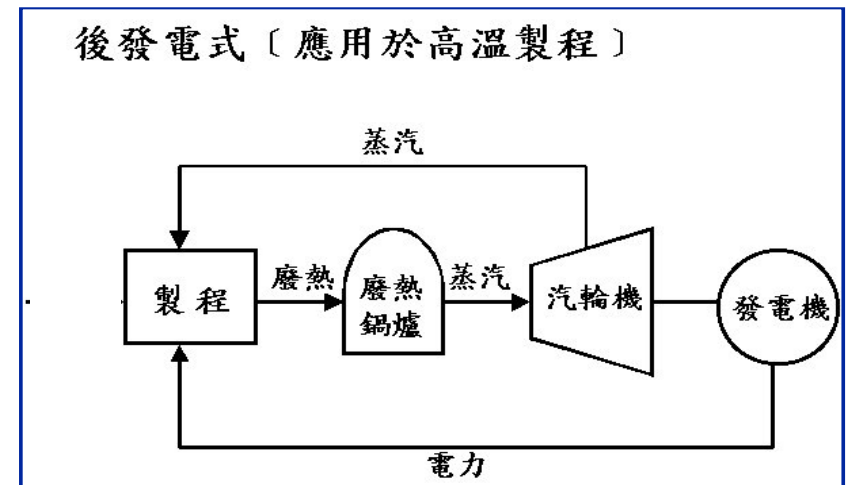 後發電式〔應用於高溫製程〕
蒸汽
製程
廢熱
廢熱
鍋爐
蒸汽
汽輪機
發電機
電力